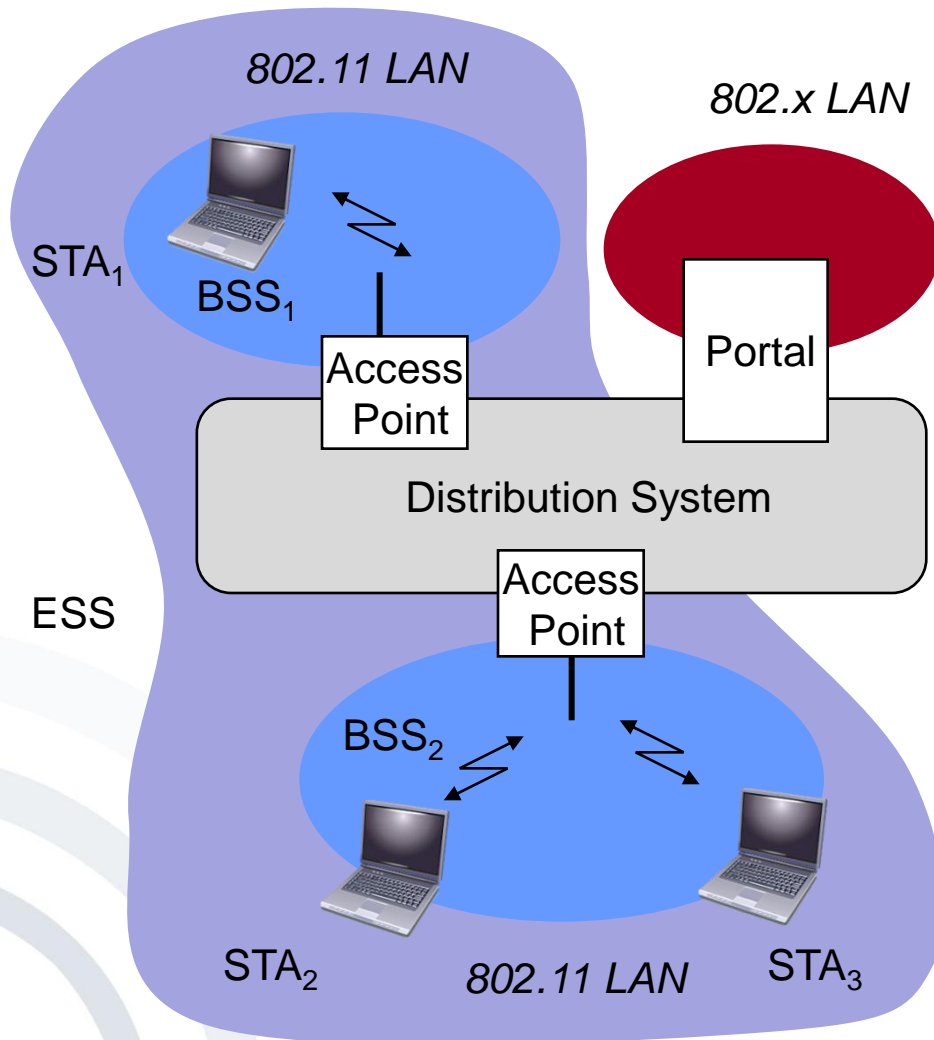 802.11 LAN
802.x LAN
STA₁
BSS₁
Access
Point
Portal
Distribution System
Access
Point
ESS
BSS₂
STA₂
802.11 LAN
STA₃